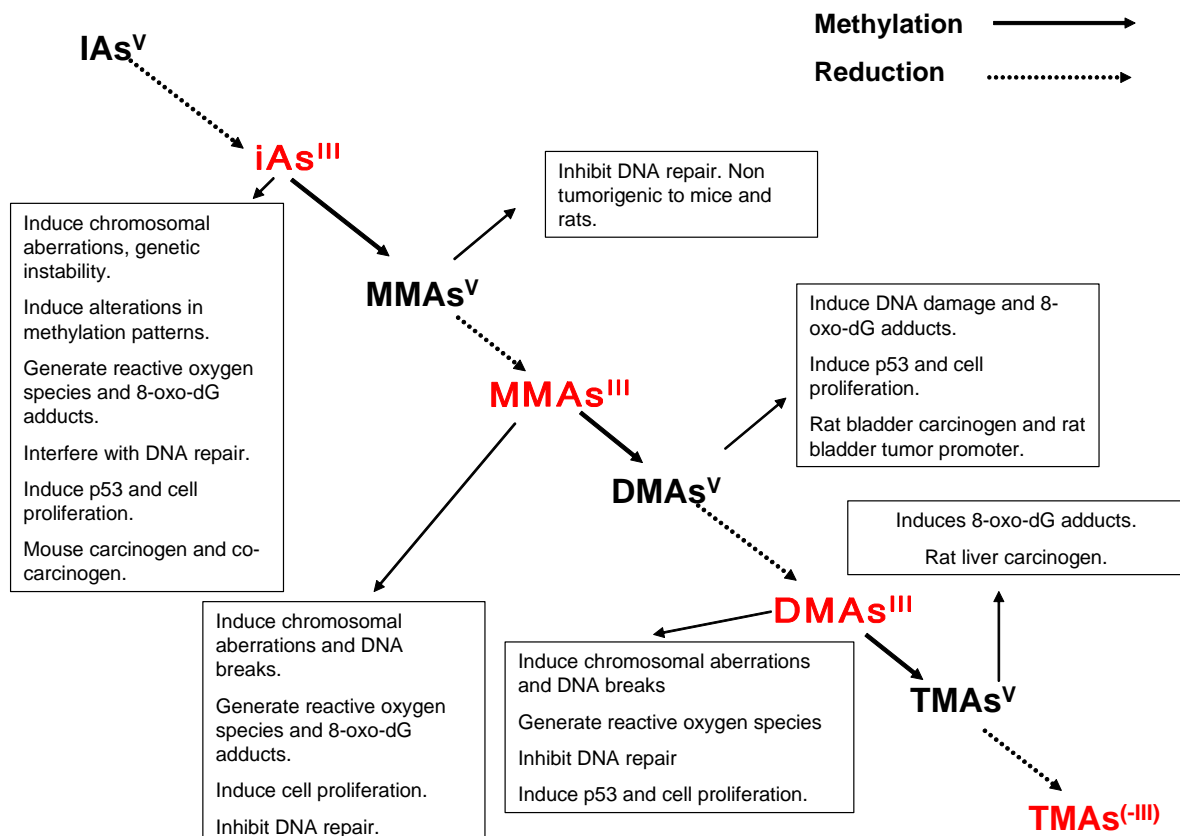 Methylation
Reduction
IAsⱽ
iAsᴵᴵᴵ
Induce chromosomal
aberrations, genetic
instability.
Induce alterations in
methylation patterns.
Generate reactive oxygen
species and 8-oxo-dG
adducts.
Interfere with DNA repair.
Induce p53 and cell
proliferation.
Mouse carcinogen and co-
carcinogen.
Inhibit DNA repair. Non
tumorigenic to mice and
rats.
MMAsⱽ
MMAsᴵᴵᴵ
Induce DNA damage and 8-
oxo-dG adducts.
Induce p53 and cell
proliferation.
Rat bladder carcinogen and rat
bladder tumor promoter.
DMAsⱽ
Induces 8-oxo-dG adducts.
Rat liver carcinogen.
DMAsᴵᴵᴵ
Induce chromosomal
aberrations and DNA
breaks.
Generate reactive oxygen
species and 8-oxo-dG
adducts.
Induce cell proliferation.
Inhibit DNA repair.
Induce chromosomal aberrations
and DNA breaks
Generate reactive oxygen species
Inhibit DNA repair
Induce p53 and cell proliferation.
TMAsⱽ
TMAs⁽⁻ᴵᴵᴵ⁾